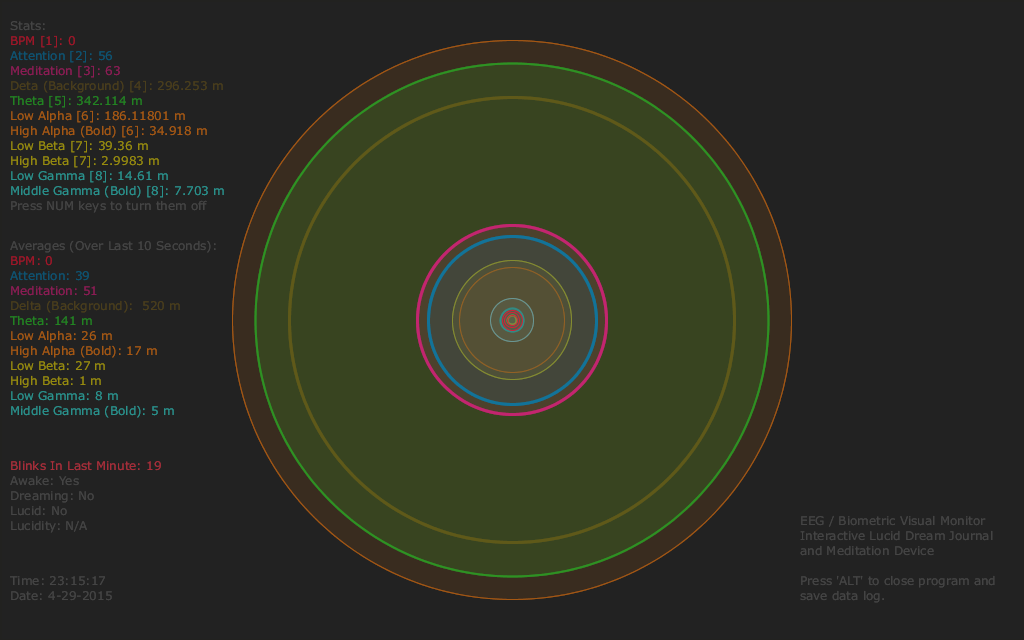 Stats:
BPM [1]: 0
Attention [2]: 56
Meditation [3]: 63
Deta (Background) [4]: 296.253 m
Theta [5]: 342.114 m
Low Alpha [6]: 186.11801 m
High Alpha (Bold) [6]: 34.918 m
Low Beta [7]: 39.36 m
High Beta [7]: 2.9983 m
Low Gamma [8]: 14.61 m
Middle Gamma (Bold) [8]: 7.703 m
Press NUM keys to turn them off
Averages (Over Last 10 Seconds):
BPM: 0
Attention: 39
Meditation: 51
Delta (Background):  520 m
Theta: 141 m
Low Alpha: 26 m
High Alpha (Bold): 17 m
Low Beta: 27 m
High Beta: 1 m
Low Gamma: 8 m
Middle Gamma (Bold): 5 m
Blinks In Last Minute: 19
Awake: Yes
Dreaming: No
Lucid: No
Lucidity: N/A
Time: 23:15:17
Date: 4-29-2015
EEG / Biometric Visual Monitor
Interactive Lucid Dream Journal
and Meditation Device
Press 'ALT' to close program and
save data log.